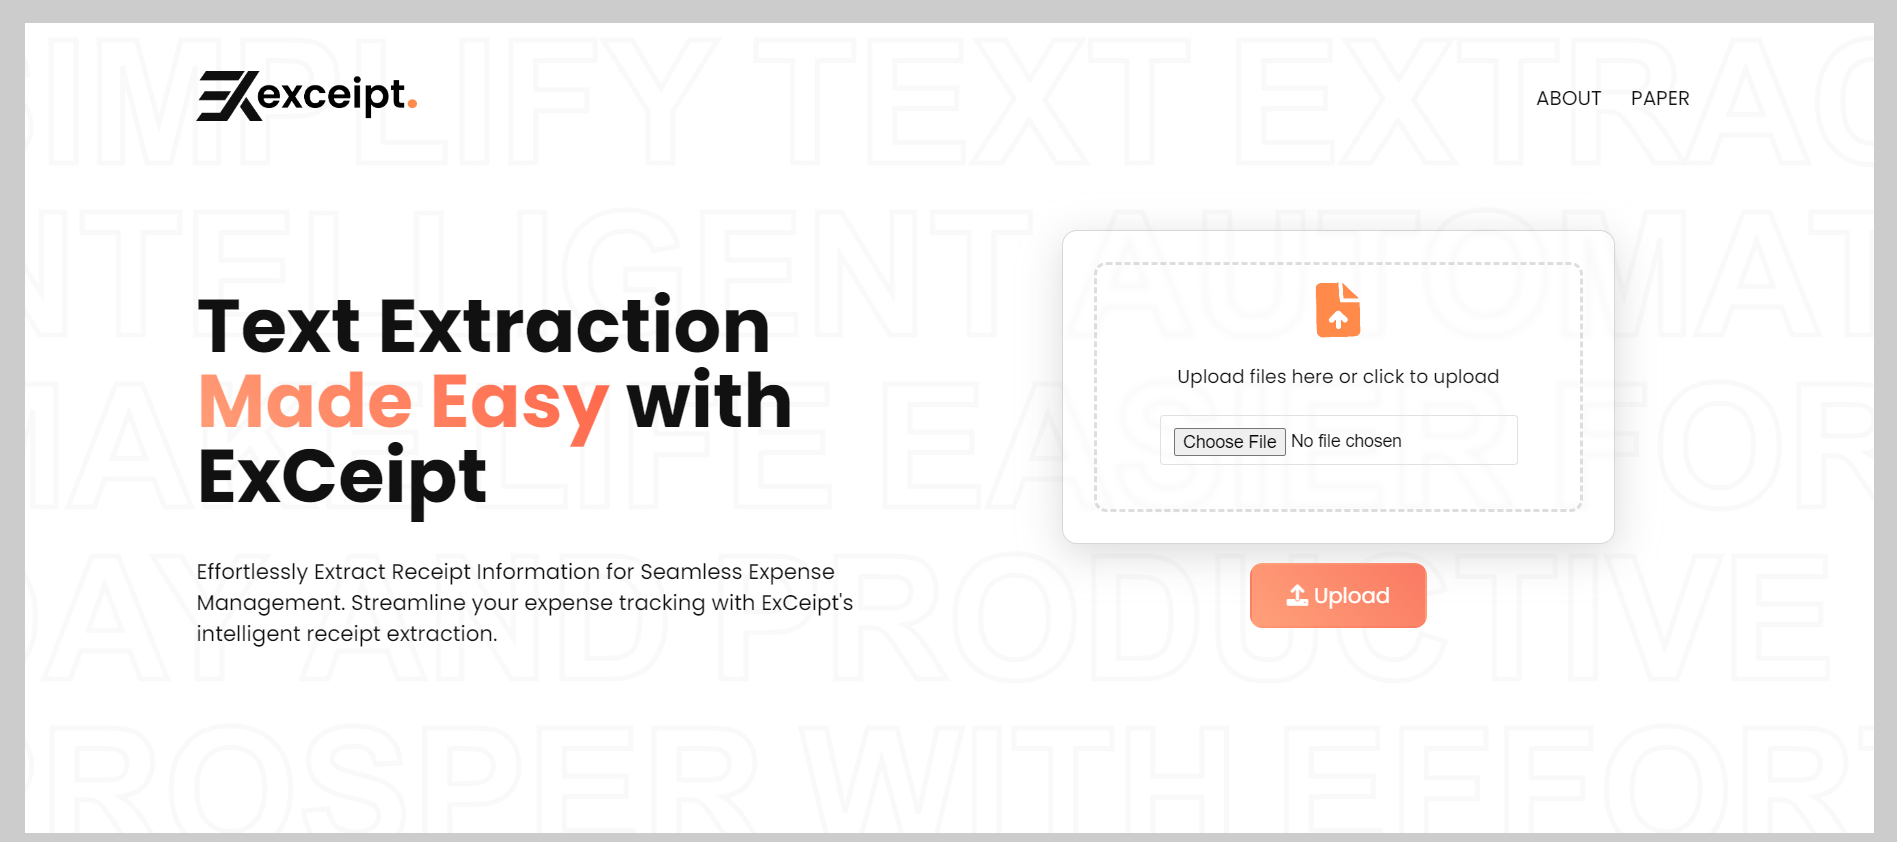 SIMPLIFY TEXT EXTRAC
exceipt.
ABOUT PAPER
NTELLIGENT AUTOMAT
Text Extraction
Made Easy with
ExCeipt
MAKE LIFE EASIER FOR
Effortlessly Extract Receipt Information for Seamless Expense
Management. Streamline your expense tracking with ExCeipt's
intelligent receipt extraction.
Upload files here or click to upload
Choose File No file chosen
Upload
DAY AND PRODUCTIVE
PROSPER WITH EFFORT